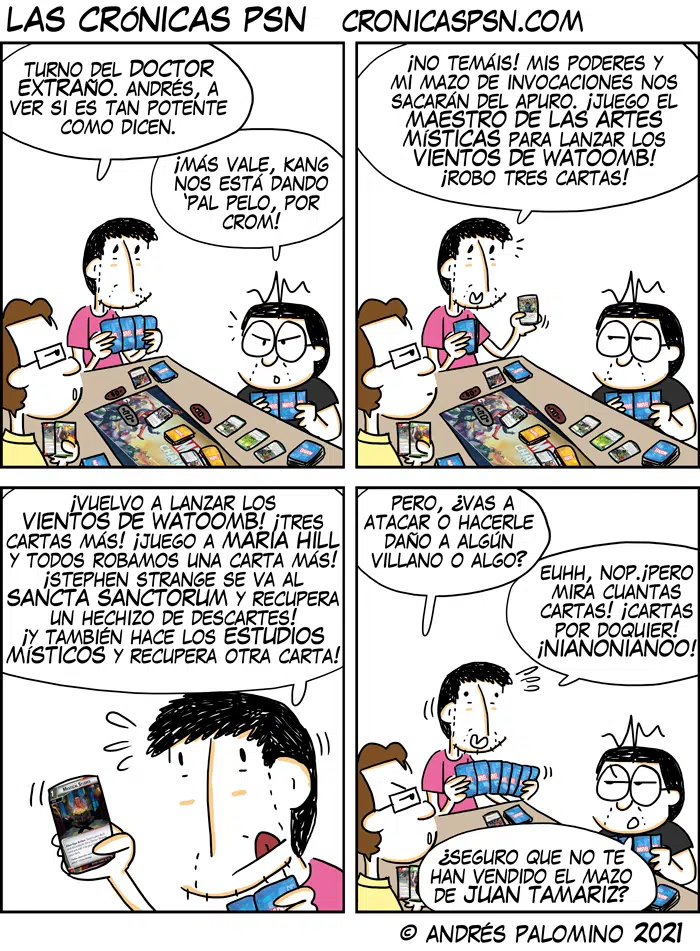 LAS CRÓNICAS PSN CRONICASPSN.COM
TURNO DEL DOCTOR
EXTRAÑO. ANDRÉS, A
VER SI ES TAN POTENTE
COMO DICEN.
¡MÁS VALE, KANG
NOS ESTÁ DANDO
'PAL PELO, POR
CROM!
¡NO TEMÁIS! MIS PODERES Y
MI MAZO DE INVOCACIONES NOS
SACARÁN DEL APURO. ¡JUEGO EL
MAESTRO DE LAS ARTES
MÍSTICAS PARA LANZAR LOS
VIENTOS DE WATOOMB!
¡ROBO TRES CARTAS!
¡VUELVO A LANZAR LOS
VIENTOS DE WATOOMB! ¡TRES
CARTAS MÁS! ¡JUEGO A MARIA HILL
Y TODOS ROBAMOS UNA CARTA MÁS!
¡STEPHEN STRANGE SE VA AL
SANCTA SANCTORUM Y RECUPERA
UN HECHIZO DE DESCARTES!
¡Y TAMBIÉN HACE LOS ESTUDIOS
MÍSTICOS Y RECUPERA OTRA CARTA!
PERO, ¿VAS A
ATACAR O HACERLE
DAÑO A ALGÚN
VILLANO O ALGO?
EUHH, NOP.¡PERO
MIRA CUANTAS
CARTAS! ¡CARTAS
POR DOQUIER!
¡NIANONIANOO!
¿SEGURO QUE NO TE
HAN VENDIDO EL MAZO
DE JUAN TAMARIZ?
© ANDRÉS PALOMINO 2021